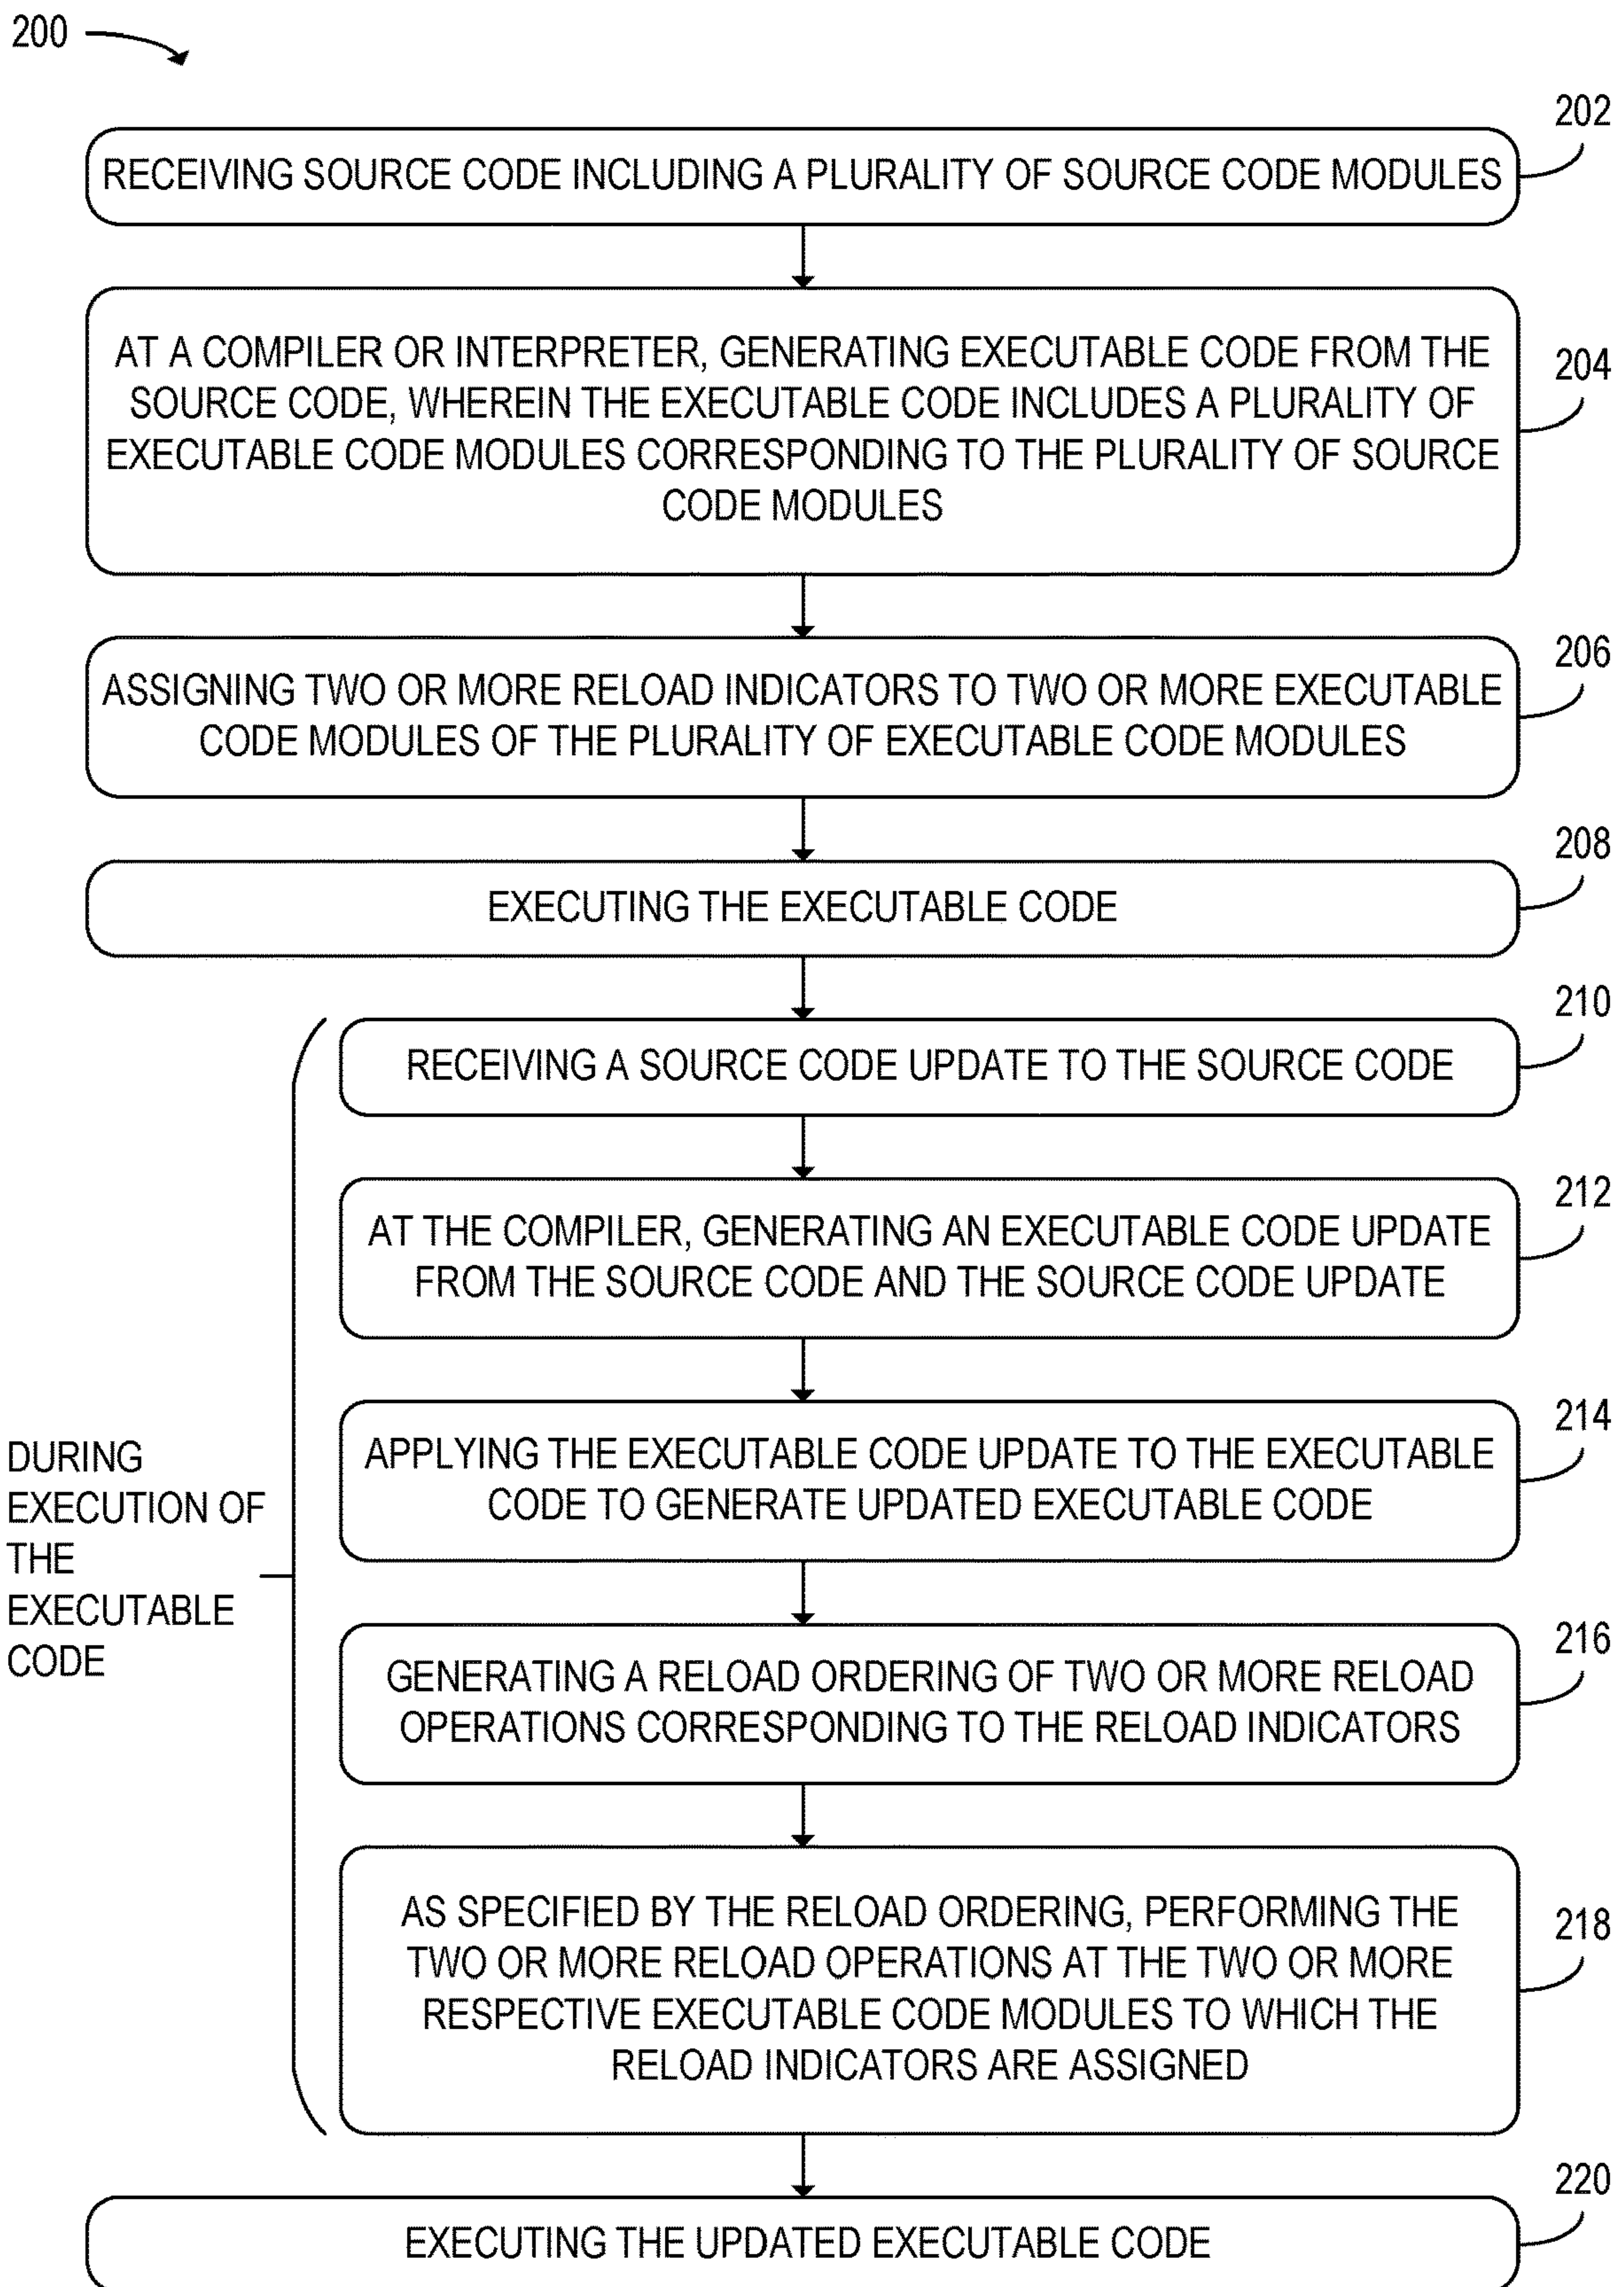 200
202
RECEIVING SOURCE CODE INCLUDING A PLURALITY OF SOURCE CODE MODULES
204
AT A COMPILER OR INTERPRETER, GENERATING EXECUTABLE CODE FROM THE
SOURCE CODE, WHEREIN THE EXECUTABLE CODE INCLUDES A PLURALITY OF
EXECUTABLE CODE MODULES CORRESPONDING TO THE PLURALITY OF SOURCE
CODE MODULES
206
ASSIGNING TWO OR MORE RELOAD INDICATORS TO TWO OR MORE EXECUTABLE
CODE MODULES OF THE PLURALITY OF EXECUTABLE CODE MODULES
208
EXECUTING THE EXECUTABLE CODE
DURING
EXECUTION OF
THE
EXECUTABLE
CODE
210
RECEIVING A SOURCE CODE UPDATE TO THE SOURCE CODE
212
AT THE COMPILER, GENERATING AN EXECUTABLE CODE UPDATE
FROM THE SOURCE CODE AND THE SOURCE CODE UPDATE
214
APPLYING THE EXECUTABLE CODE UPDATE TO THE EXECUTABLE
CODE TO GENERATE UPDATED EXECUTABLE CODE
216
GENERATING A RELOAD ORDERING OF TWO OR MORE RELOAD
OPERATIONS CORRESPONDING TO THE RELOAD INDICATORS
218
AS SPECIFIED BY THE RELOAD ORDERING, PERFORMING THE
TWO OR MORE RELOAD OPERATIONS AT THE TWO OR MORE
RESPECTIVE EXECUTABLE CODE MODULES TO WHICH THE
RELOAD INDICATORS ARE ASSIGNED
220
EXECUTING THE UPDATED EXECUTABLE CODE